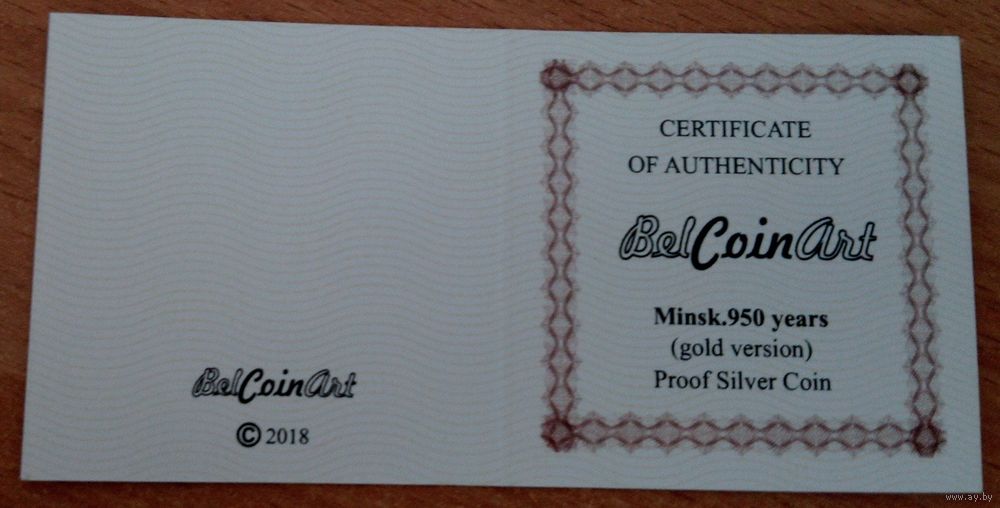 BelCoinArt
© 2018
CERTIFICATE
OF AUTHENTICITY
BelCoinArt
Minsk.950 years
(gold version)
Proof Silver Coin
www.ay.by